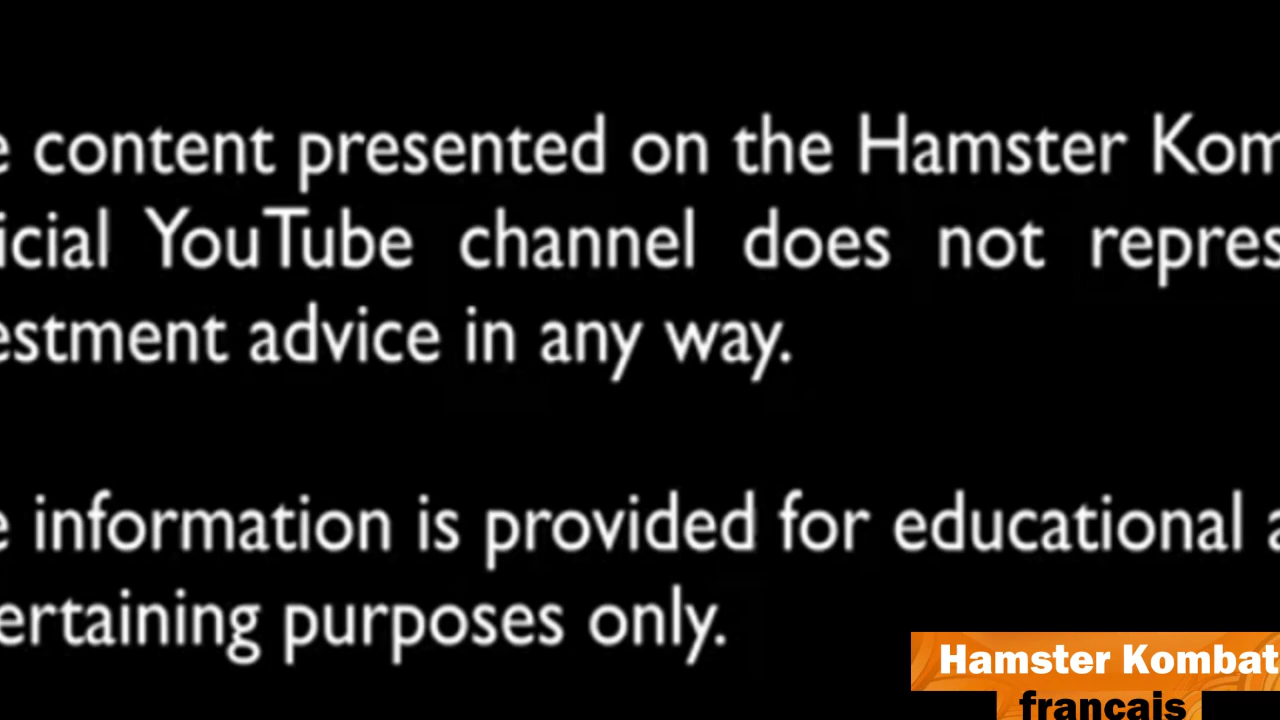 e content presented on the Hamster Kom
icial YouTube channel does not repres
estment advice in any way.
e information is provided for educational a
ertaining purposes only.
Hamster Kombat
francais